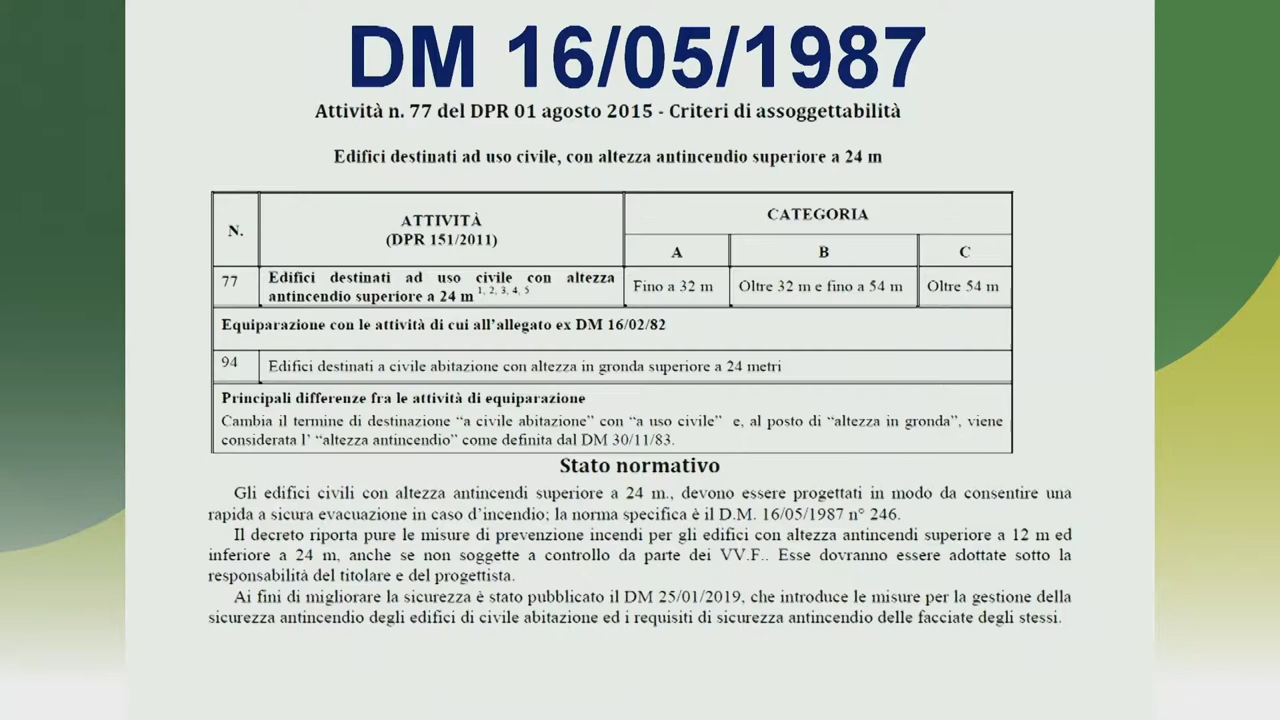 DM 16/05/1987
Attività n. 77 del DPR 01 agosto 2015 - Criteri di assoggettabilità
Edifici destinati ad uso civile, con altezza antincendio superiore a 24 m
N.
ATTIVITÀ
(DPR 151/2011)
CATEGORIA
A
B
C
77
Edifici destinati ad uso civile con altezza
antincendio superiore a 24 m 1, 2, 3, 4, 5
Fino a 32 m
Oltre 32 m e fino a 54 m
Oltre 54 m
Equiparazione con le attività di cui all'allegato ex DM 16/02/82
94
Edifici destinati a civile abitazione con altezza in gronda superiore a 24 metri
Principali differenze fra le attività di equiparazione
Cambia il termine di destinazione “a civile abitazione” con “a uso civile” e, al posto di “altezza in gronda”, viene
considerata l’ “altezza antincendio” come definita dal DM 30/11/83.
Stato normativo
Gli edifici civili con altezza antincendi superiore a 24 m., devono essere progettati in modo da consentire una
rapida a sicura evacuazione in caso d’incendio; la norma specifica è il D.M. 16/05/1987 n° 246.
Il decreto riporta pure le misure di prevenzione incendi per gli edifici con altezza antincendi superiore a 12 m ed
inferiore a 24 m, anche se non soggette a controllo da parte dei VV.F.. Esse dovranno essere adottate sotto la
responsabilità del titolare e del progettista.
Ai fini di migliorare la sicurezza è stato pubblicato il DM 25/01/2019, che introduce le misure per la gestione della
sicurezza antincendio degli edifici di civile abitazione ed i requisiti di sicurezza antincendio delle facciate degli stessi.